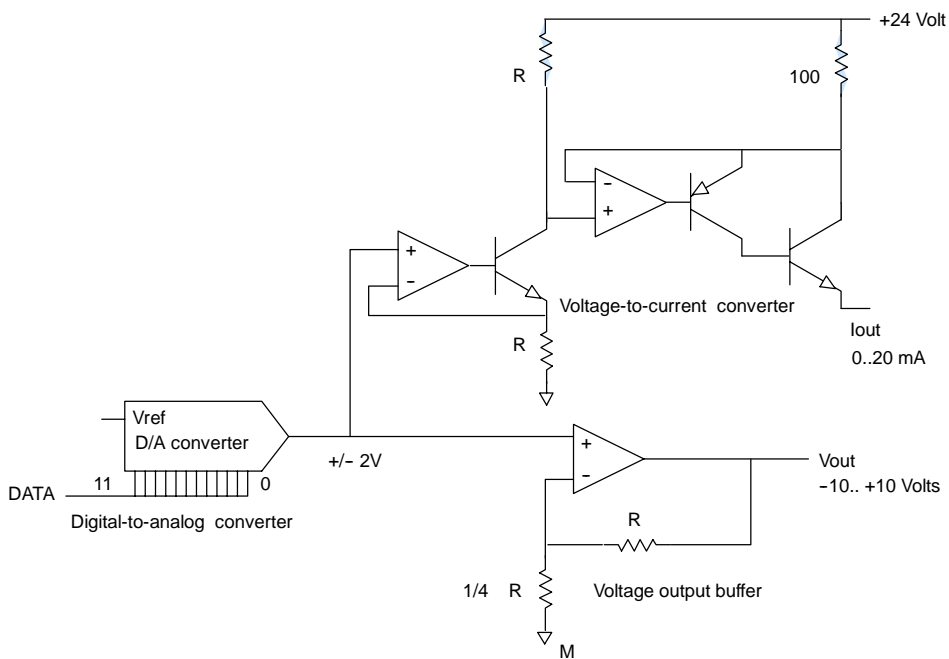 +24 Volt
R
100
-
+
+
-
Voltage-to-current converter
R
Iout
0..20 mA
Vref
D/A converter
+/- 2V
+
-
Vout
-10.. +10 Volts
11
0
DATA
Digital-to-analog converter
R
1/4 R
Voltage output buffer
M